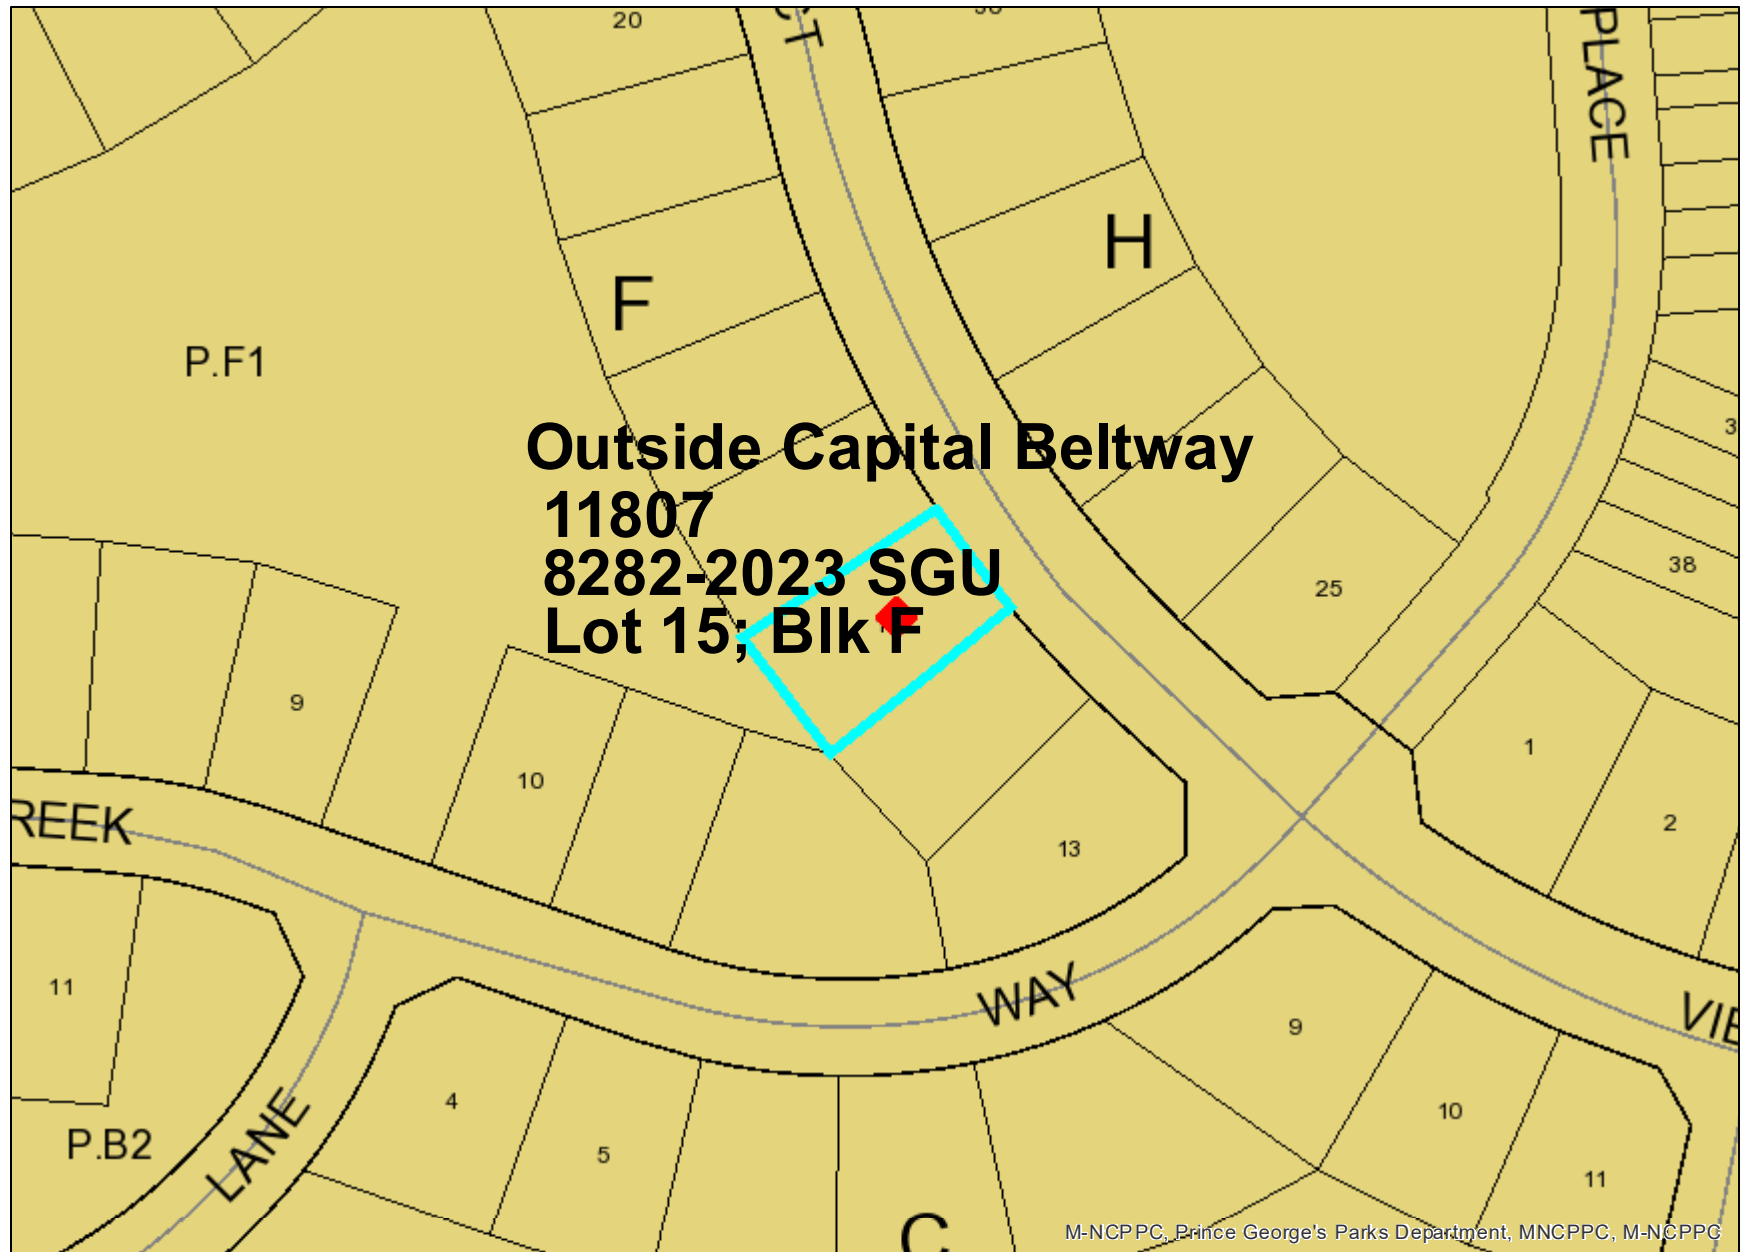 20
CT
PLACE
H
F
P.F1
Outside Capital Beltway
11807
8282-2023 SGU
Lot 15; Blk F
38
25
9
1
10
2
REEK
13
11
WAY
9
VIE
4
10
LANE
P.B2
5
11
C
M-NCPPC, Prince George's Parks Department, MNCPPC, M-NCPPC